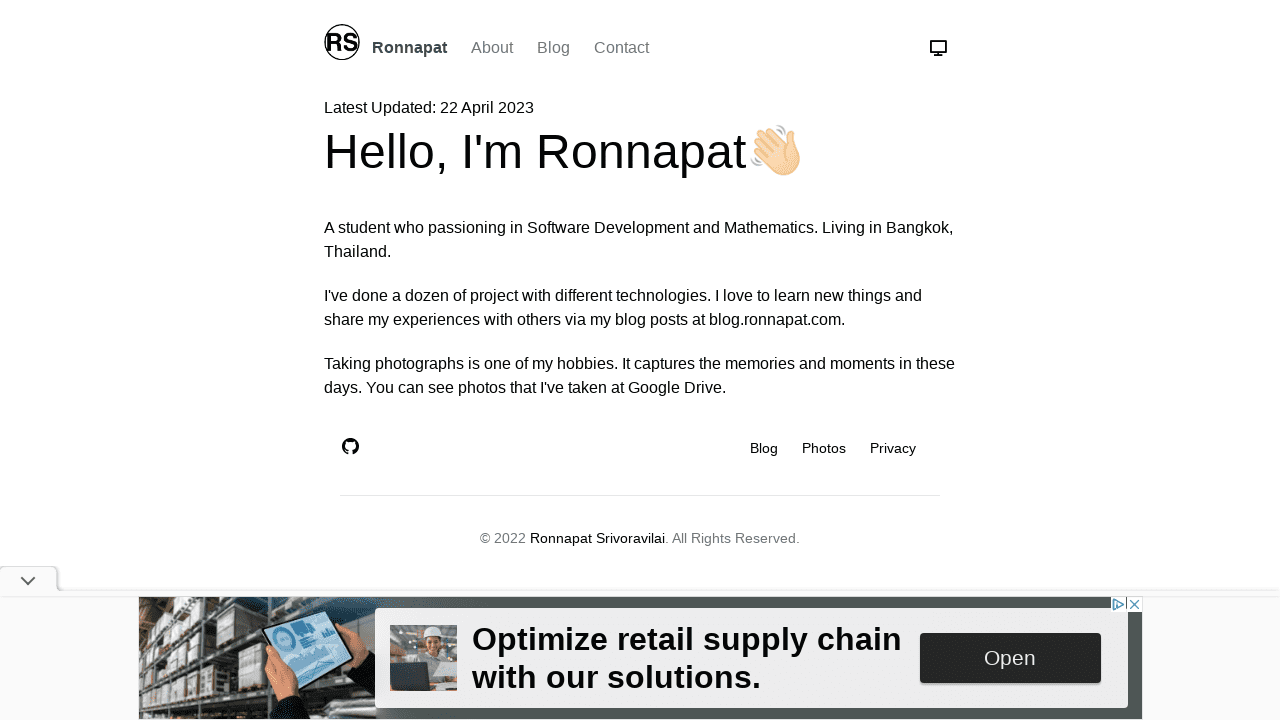 RS
Ronnapat About Blog Contact
Latest Updated: 22 April 2023
Hello, I'm Ronnapat👋🏻
A student who passioning in Software Development and Mathematics. Living in Bangkok,
Thailand.
I've done a dozen of project with different technologies. I love to learn new things and
share my experiences with others via my blog posts at blog.ronnapat.com.
Taking photographs is one of my hobbies. It captures the memories and moments in these
days. You can see photos that I've taken at Google Drive.
Blog Photos Privacy
© 2022 Ronnapat Srivoravilai. All Rights Reserved.
Optimize retail supply chain
with our solutions.
Open